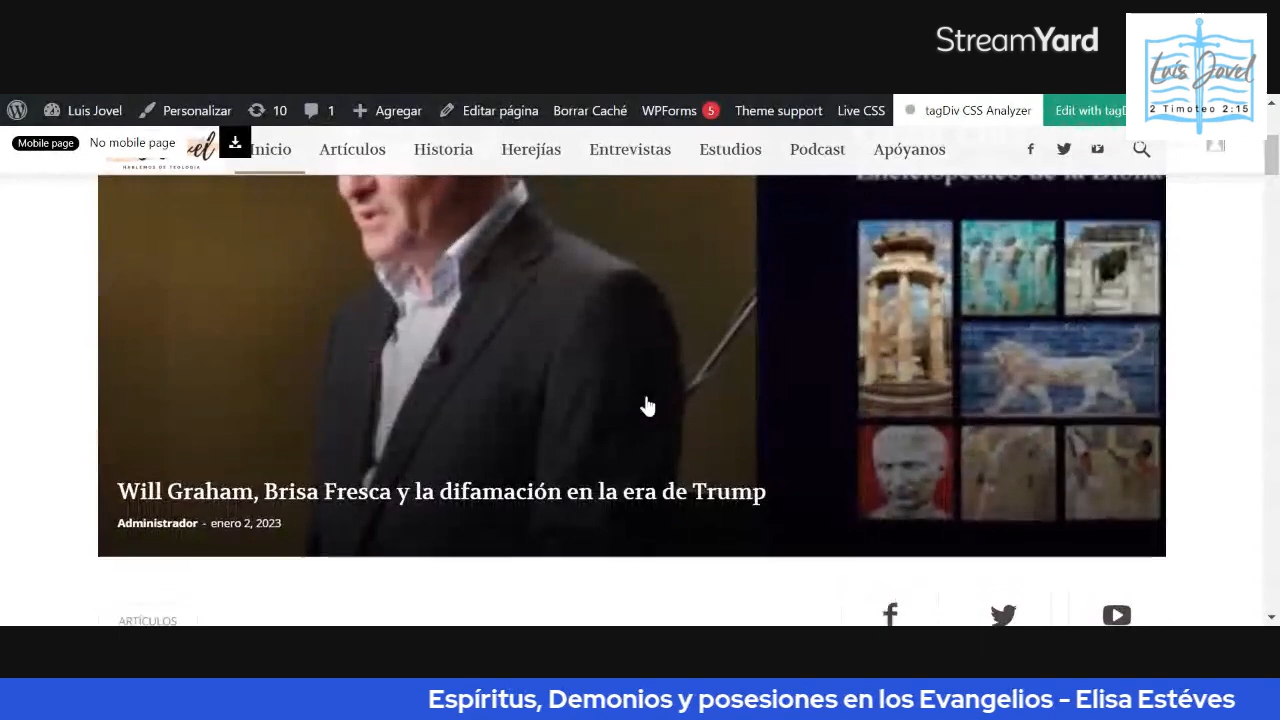 StreamYard
Luis Jovel
2 Timoteo 2:15
Luis Jovel Personalizar 10 1 Agregar Editar página Borrar Caché WPForms 5 Theme support Live CSS tagDiv CSS Analyzer Edit with tagD
Mobile page No mobile page
HABLEMOS DE TEOLOGIA
Inicio Artículos Historia Herejías Entrevistas Estudios Podcast Apóyanos
Will Graham, Brisa Fresca y la difamación en la era de Trump
Administrador - enero 2, 2023
ARTÍCULOS
Espíritus, Demonios y posesiones en los Evangelios - Elisa Estéves